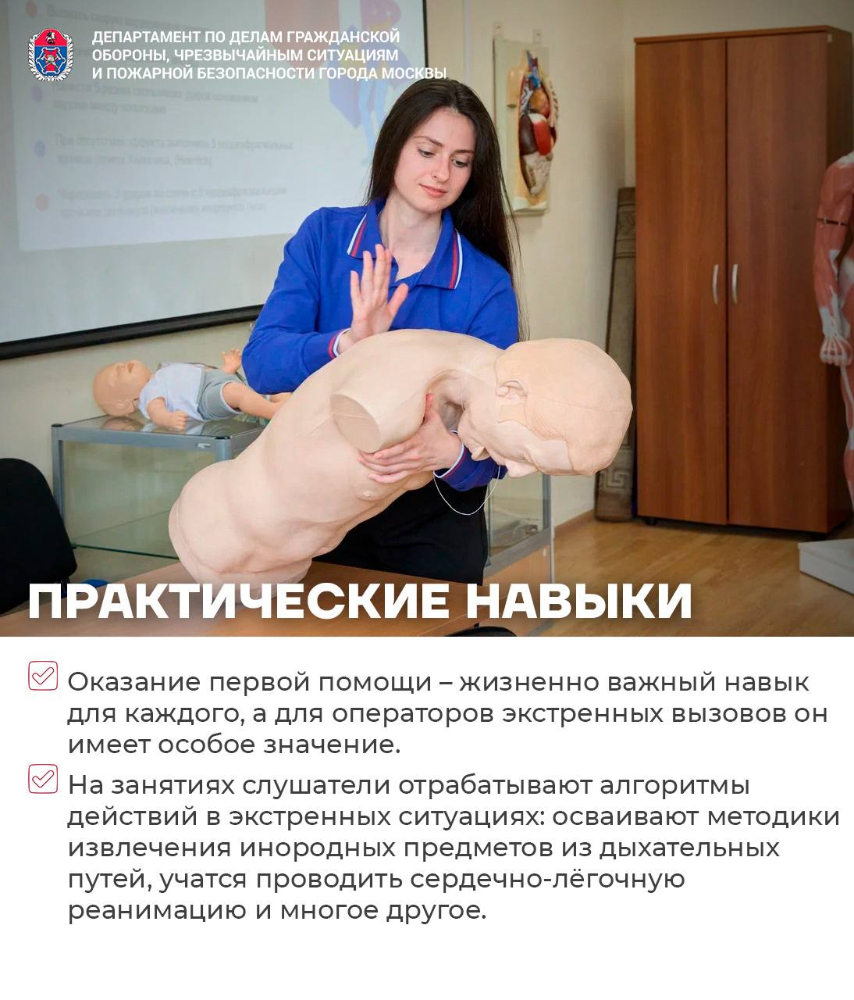 Вызвать скорую
ДЕПАРТАМЕНТ ПО ДЕЛАМ ГРАЖДАНСКОЙ
ОБОРОНЫ, ЧРЕЗВЫЧАЙНЫМ СИТУАЦИЯМ
И ПОЖАРНОЙ БЕЗОПАСНОСТИ ГОРОДА МОСКВЫ
ПРАКТИЧЕСКИЕ НАВЫКИ
Оказание первой помощи – жизненно важный навык
для каждого, а для операторов экстренных вызовов он
имеет особое значение.
На занятиях слушатели отрабатывают алгоритмы
действий в экстренных ситуациях: осваивают методики
извлечения инородных предметов из дыхательных
путей, учатся проводить сердечно-лёгочную
реанимацию и многое другое.